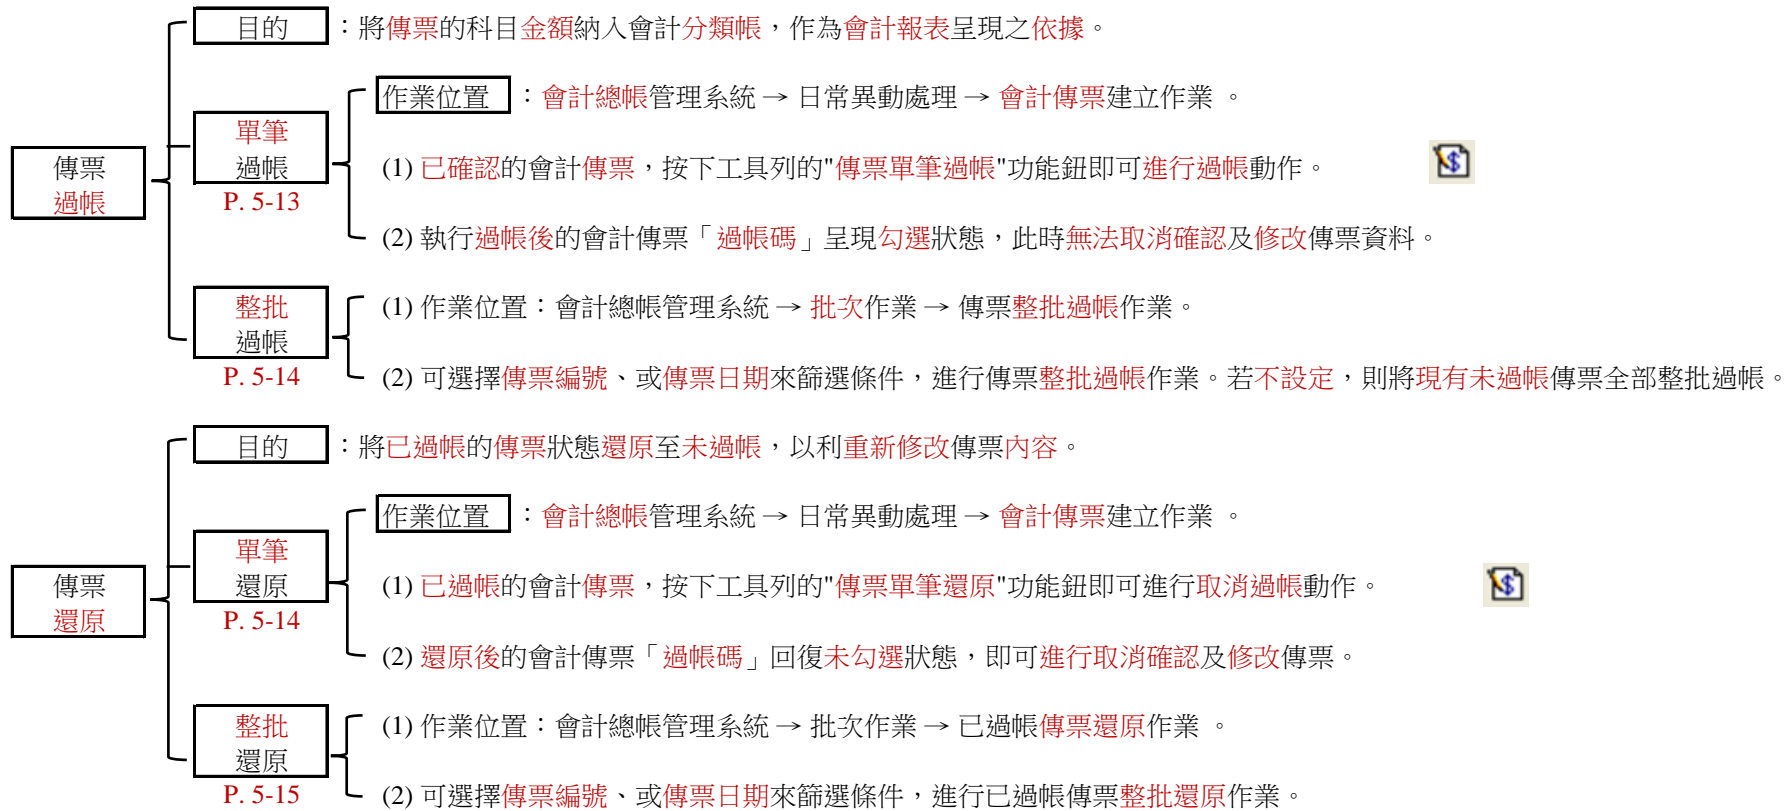 目的 ：將傳票的科目金額納入會計分類帳，作為會計報表呈現之依據。
作業位置 ：會計總帳管理系統 → 日常異動處理 → 會計傳票建立作業 。
單筆
過帳
P. 5-13
傳票
過帳
(1) 已確認的會計傳票，按下工具列的"傳票單筆過帳"功能鈕即可進行過帳動作。
(2) 執行過帳後的會計傳票「過帳碼」呈現勾選狀態，此時無法取消確認及修改傳票資料。
整批
過帳
P. 5-14
(1) 作業位置：會計總帳管理系統 → 批次作業 → 傳票整批過帳作業。
(2) 可選擇傳票編號、或傳票日期來篩選條件，進行傳票整批過帳作業。若不設定，則將現有未過帳傳票全部整批過帳。
目的 ：將已過帳的傳票狀態還原至未過帳，以利重新修改傳票內容。
作業位置 ：會計總帳管理系統 → 日常異動處理 → 會計傳票建立作業 。
單筆
還原
P. 5-14
傳票
還原
(1) 已過帳的會計傳票，按下工具列的"傳票單筆還原"功能鈕即可進行取消過帳動作。
(2) 還原後的會計傳票「過帳碼」回復未勾選狀態，即可進行取消確認及修改傳票。
整批
還原
P. 5-15
(1) 作業位置：會計總帳管理系統 → 批次作業 → 已過帳傳票還原作業 。
(2) 可選擇傳票編號、或傳票日期來篩選條件，進行已過帳傳票整批還原作業。